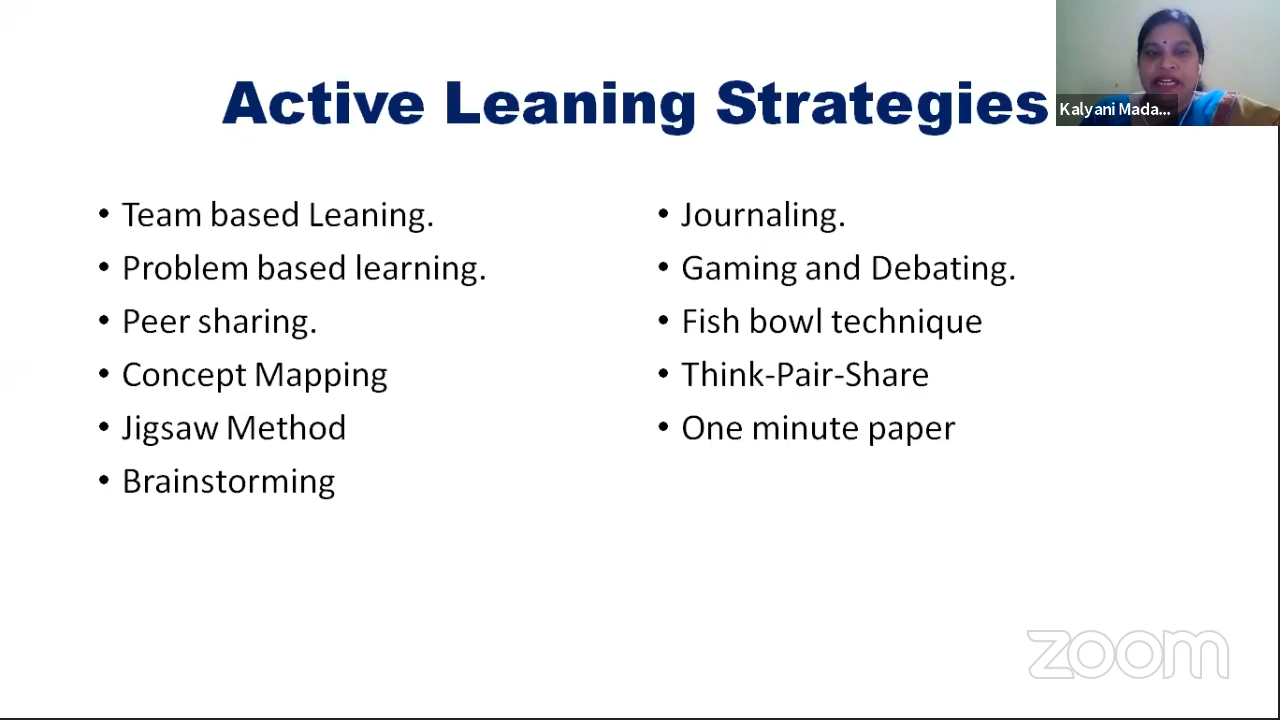 Active Leaning Strategies
Kalyani Mada...
• Team based Leaning.
• Problem based learning.
• Peer sharing.
• Concept Mapping
• Jigsaw Method
• Brainstorming
• Journaling.
• Gaming and Debating.
• Fish bowl technique
• Think-Pair-Share
• One minute paper
zoom